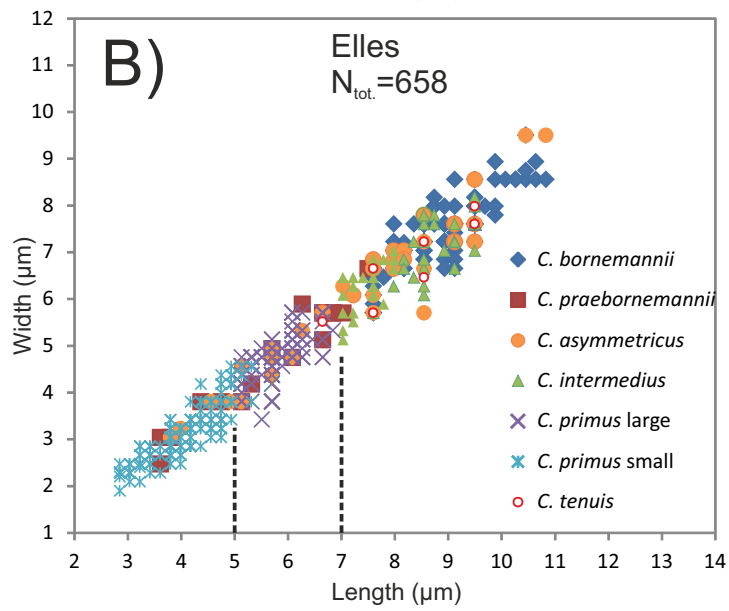 B)
Elles
Ntot.=658
Width (μm)
12
11
10
9
8
7
6
5
4
3
2
1
C. bornemannii
C. praebornemannii
C. asymmetricus
C. intermedius
C. primus large
C. primus small
C. tenuis
2 3 4 5 6 7 8 9 10 11 12 13 14
Length (μm)